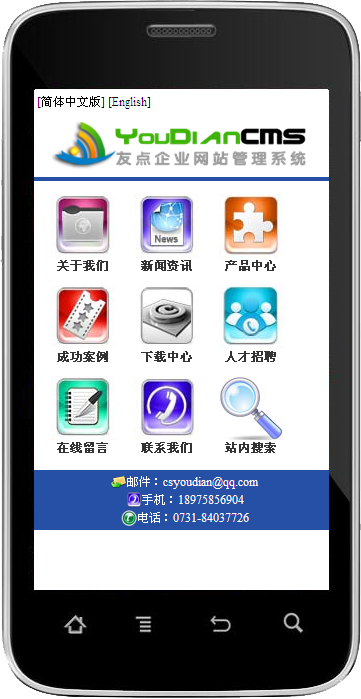 [简体中文版] [English]
YouDianCMS
友点企业网站管理系统
News
关于我们 新闻资讯 产品中心
成功案例 下载中心 人才招聘
在线留言 联系我们 站内搜索
邮件：csyoudian@qq.com
手机：18975856904
电话：0731-84037726